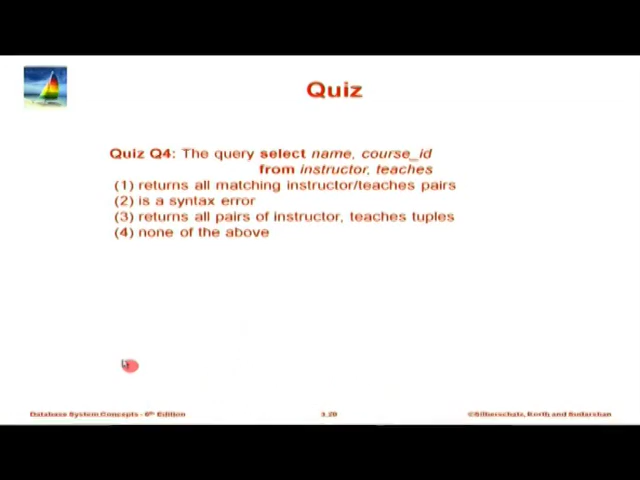 Quiz
Quiz Q4: The query select name, course_id
from instructor, teaches
(1) returns all matching instructor/teaches pairs
(2) is a syntax error
(3) returns all pairs of instructor, teaches tuples
(4) none of the above
Database System Concepts - 6th Edition
3.20
©Silberschatz, Korth and Sudarshan